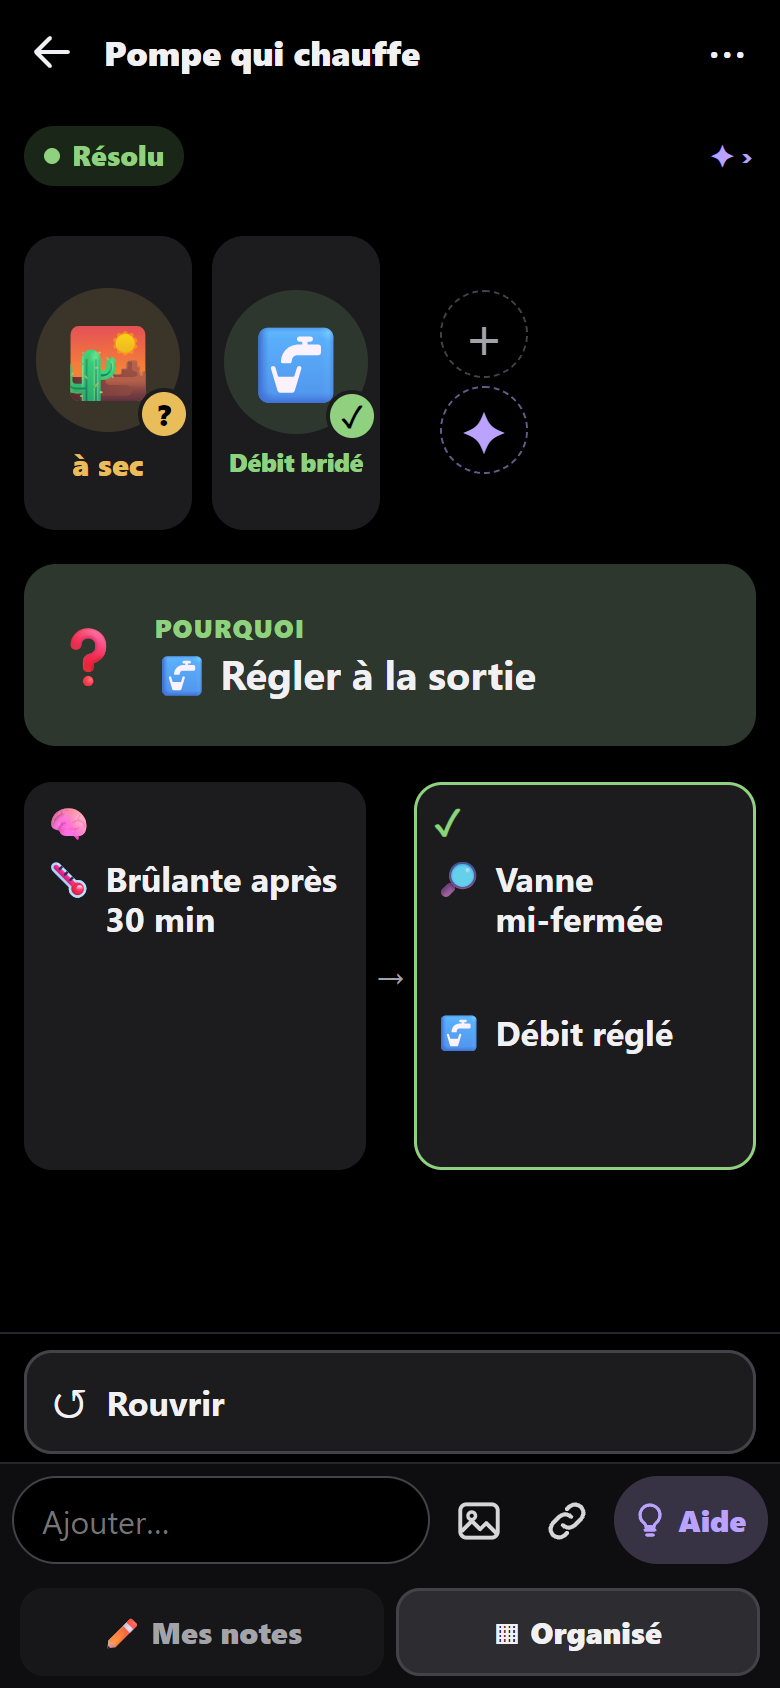 Pompe qui chauffe
Résolu
à sec
Débit bridé
POURQUOI
Régler à la sortie
Brûlante après
30 min
Vanne
mi-fermée
Débit réglé
Rouvrir
Ajouter...
Aide
Mes notes
Organisé